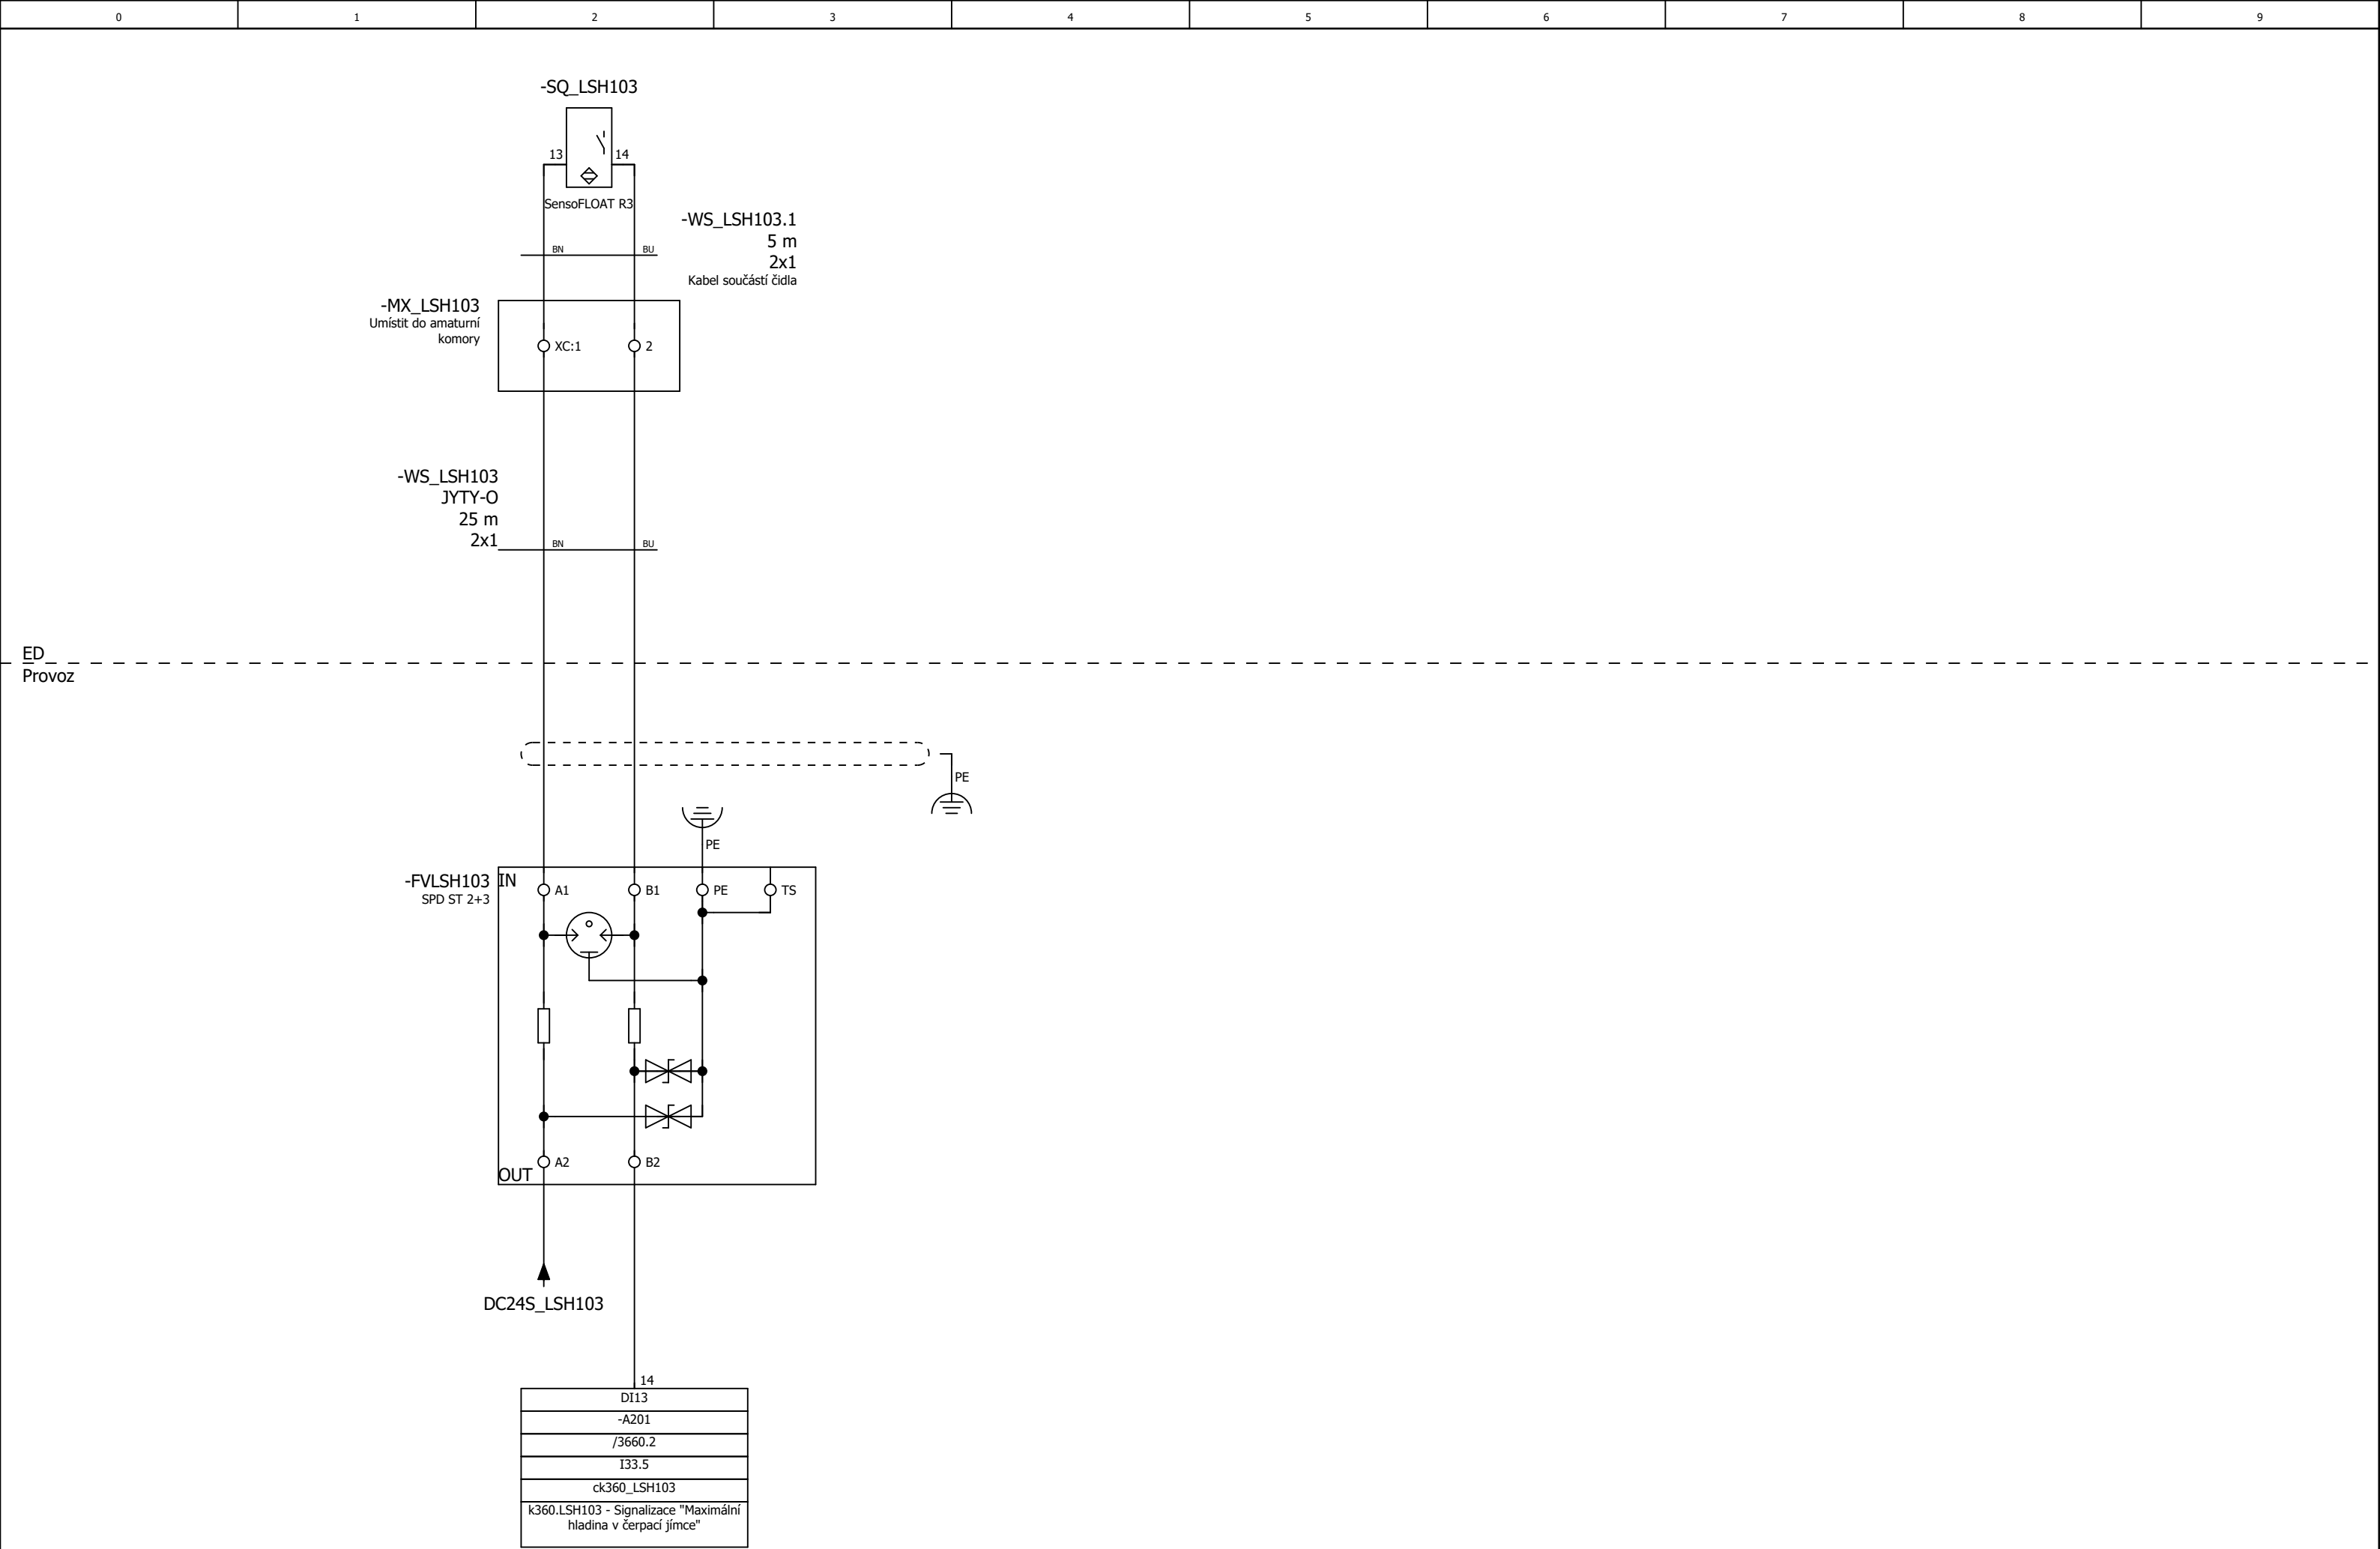 0 1 2 3 4 5 6 7 8 9
-SQ_LSH103
13 14
SensoFLOAT R3
-WS_LSH103.1
5 m
2x1
Kabel součástí čidla
BN BU
-MX_LSH103
Umístit do amaturní
komory
XC:1 2
-WS_LSH103
JYTY-O
25 m
2x1
BN BU
ED
Provoz
PE
PE
-FVLSH103
SPD ST 2+3
IN
A1 B1 PE TS
A2 B2
OUT
DC24S_LSH103
14
DI13
-A201
/3660.2
I33.5
ck360_LSH103
k360.LSH103 - Signalizace "Maximální
hladina v čerpací jímce"